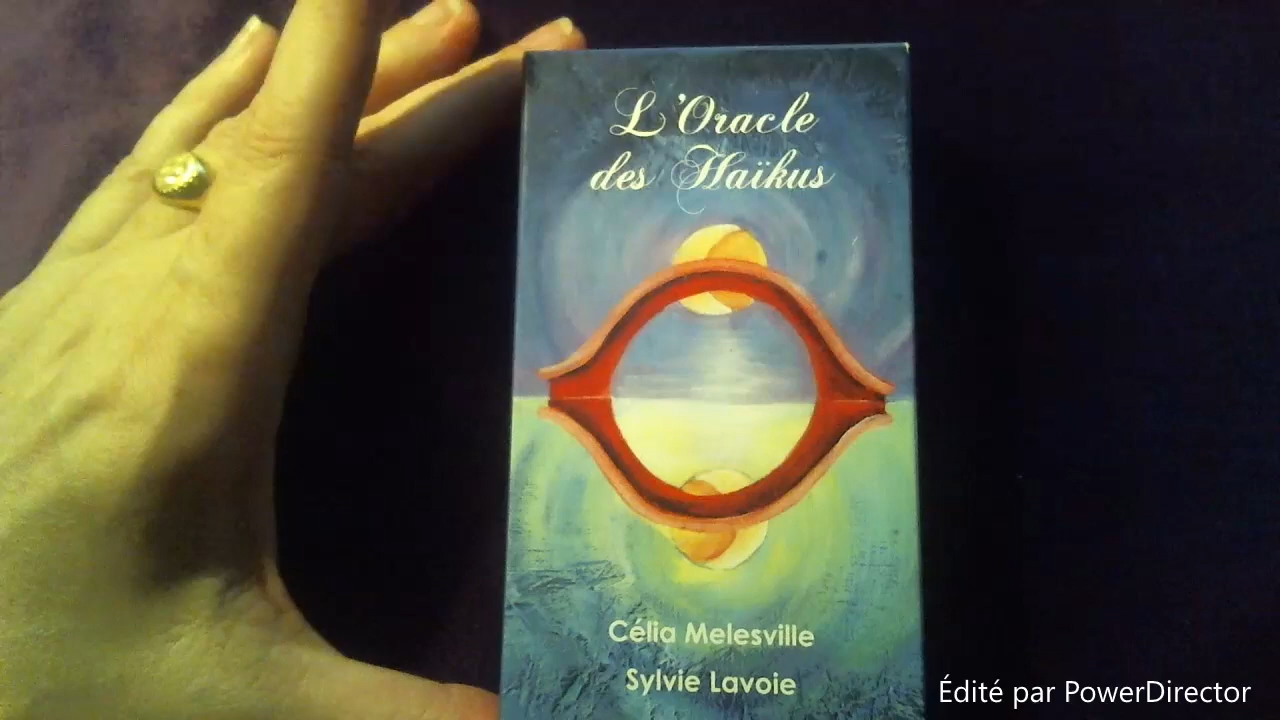 L'Oracle
des Haïkus
Célia Melesville
Sylvie Lavoie
Édité par PowerDirector